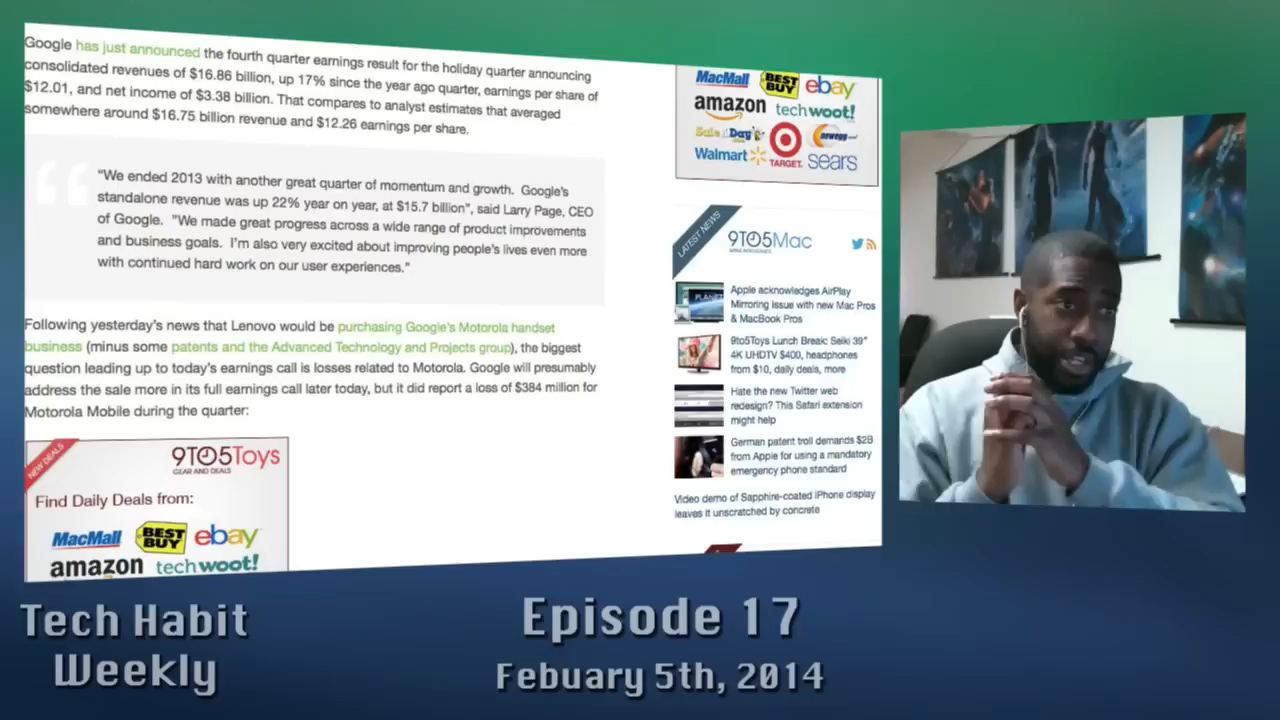 Google has just announced the fourth quarter earnings result for the holiday quarter announcing
consolidated revenues of $16.86 billion, up 17% since the year ago quarter, earnings per share of
$12.01, and net income of $3.38 billion. That compares to analyst estimates that averaged
somewhere around $16.75 billion revenue and $12.26 earnings per share.
"We ended 2013 with another great quarter of momentum and growth. Google's
standalone revenue was up 22% year on year, at $15.7 billion", said Larry Page, CEO
of Google. "We made great progress across a wide range of product improvements
and business goals. I'm also very excited about improving people's lives even more
with continued hard work on our user experiences."
Following yesterday's news that Lenovo would be purchasing Google's Motorola handset
business (minus some patents and the Advanced Technology and Projects group), the biggest
question leading up to today's earnings call is losses related to Motorola. Google will presumably
address the sale more in its full earnings call later today, but it did report a loss of $384 million for
Motorola Mobile during the quarter:
NEW DEALS
9TO5Toys
GEAR AND DEALS
Find Daily Deals from:
MacMall BEST BUY ebay
amazon techwoot!
MacMall BEST BUY ebay
amazon techwoot!
Sale a Day TARGET newegg
Walmart sears
LATEST NEWS
9TO5Mac
Apple acknowledges AirPlay
Mirroring issue with new Mac Pros
& MacBook Pros
9to5Toys Lunch Break: Seiki 39"
4K UHDTV $400, headphones
from $10, daily deals, more
Hate the new Twitter web
redesign? This Safari extension
might help
German patent troll demands $2B
from Apple for using a mandatory
emergency phone standard
Video demo of Sapphire-coated iPhone display
leaves it unscratched by concrete
Tech Habit
Weekly
Episode 17
Febuary 5th, 2014